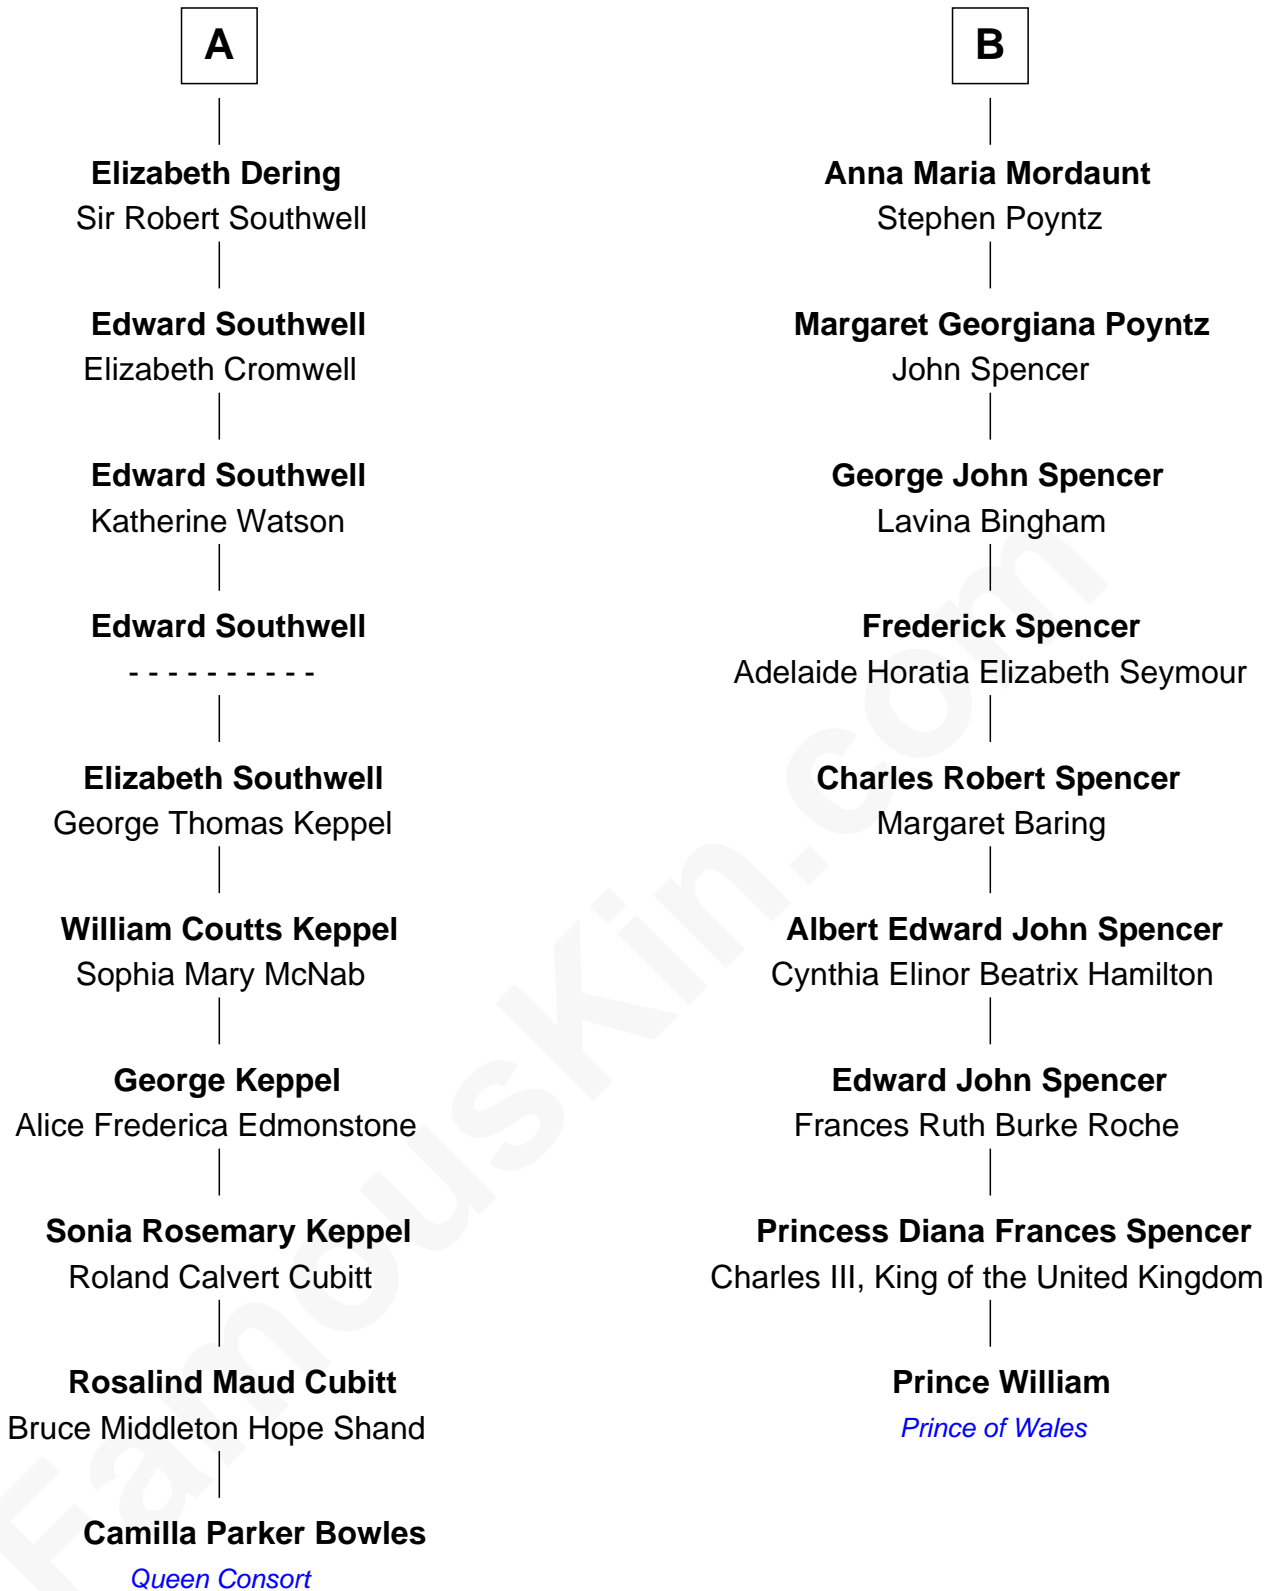 A
Elizabeth Dering
Sir Robert Southwell
Edward Southwell
Elizabeth Cromwell
Edward Southwell
Katherine Watson
Edward Southwell
- - - - - - - - - -
Elizabeth Southwell
George Thomas Keppel
William Coutts Keppel
Sophia Mary McNab
George Keppel
Alice Frederica Edmonstone
Sonia Rosemary Keppel
Roland Calvert Cubitt
Rosalind Maud Cubitt
Bruce Middleton Hope Shand
Camilla Parker Bowles
Queen Consort
B
Anna Maria Mordaunt
Stephen Poyntz
Margaret Georgiana Poyntz
John Spencer
George John Spencer
Lavina Bingham
Frederick Spencer
Adelaide Horatia Elizabeth Seymour
Charles Robert Spencer
Margaret Baring
Albert Edward John Spencer
Cynthia Elinor Beatrix Hamilton
Edward John Spencer
Frances Ruth Burke Roche
Princess Diana Frances Spencer
Charles III, King of the United Kingdom
Prince William
Prince of Wales
FamousKin.com